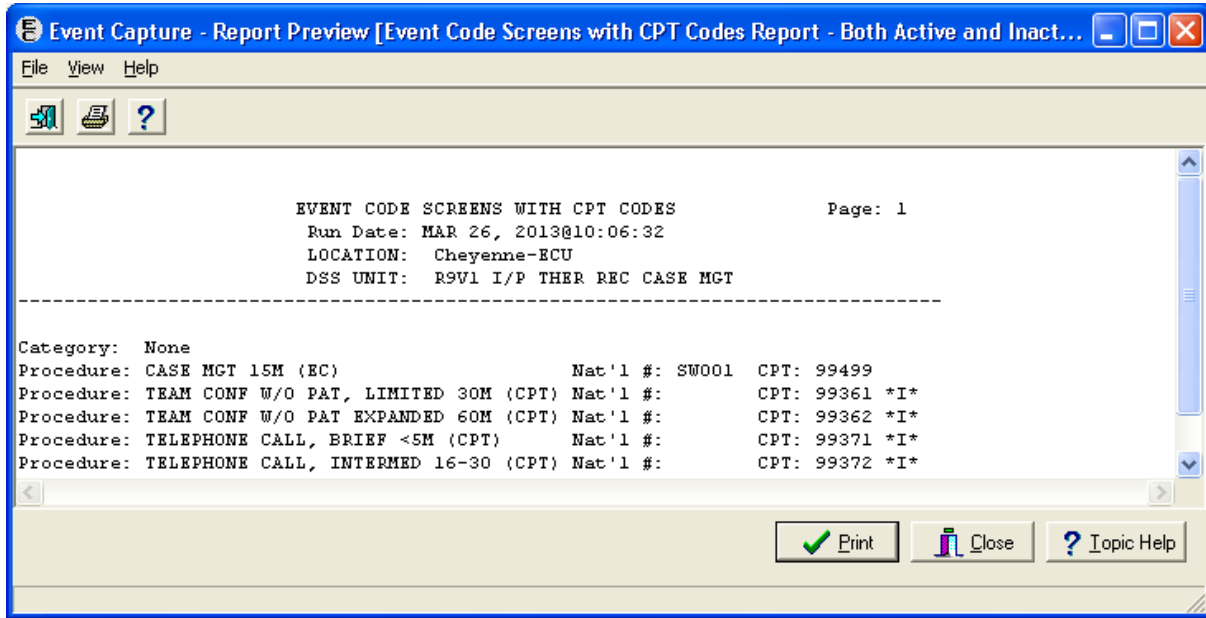 Event Capture - Report Preview [Event Code Screens with CPT Codes Report - Both Active and Inact...
File View Help
EVENT CODE SCREENS WITH CPT CODES Page: 1
Run Date: MAR 26, 2013@10:06:32
LOCATION: Cheyenne-ECU
DSS UNIT: R9V1 I/P THER REC CASE MGT
--------------------------------------------------------------------------------
Category: None
Procedure: CASE MGT 15M (EC) Nat'l #: SW001 CPT: 99499
Procedure: TEAM CONF W/O PAT, LIMITED 30M (CPT) Nat'l #: CPT: 99361 *I*
Procedure: TEAM CONF W/O PAT EXPANDED 60M (CPT) Nat'l #: CPT: 99362 *I*
Procedure: TELEPHONE CALL, BRIEF <5M (CPT) Nat'l #: CPT: 99371 *I*
Procedure: TELEPHONE CALL, INTERMED 16-30 (CPT) Nat'l #: CPT: 99372 *I*
Print Close ? Topic Help